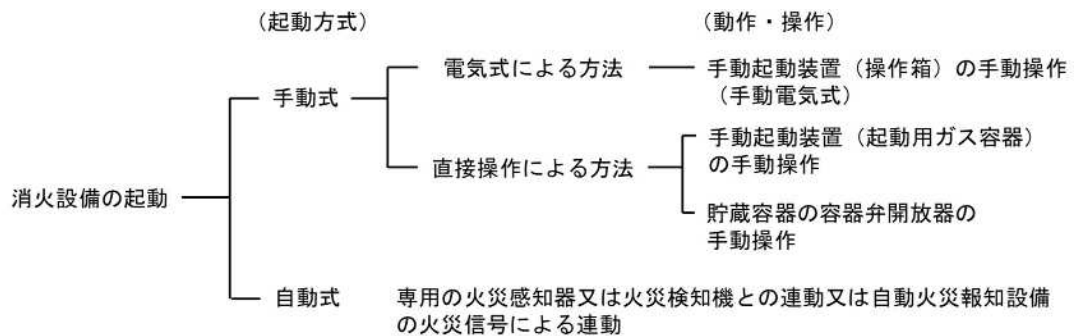 (起動方式)
(動作・操作)
電気式による方法
手動起動装置(操作箱)の手動操作
(手動電気式)
手動式
手動起動装置(起動用ガス容器)
の手動操作
直接操作による方法
消火設備の起動
貯蔵容器の容器弁開放器の
手動操作
自動式
専用の火災感知器又は火災検知機との連動又は自動火災報知設備
の火災信号による連動